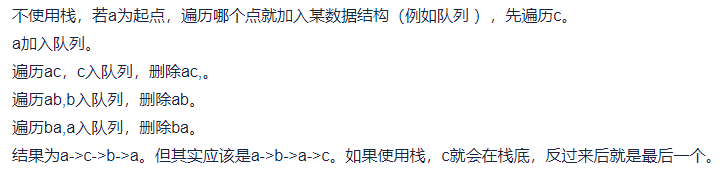 不使用栈，若a为起点，遍历哪个点就加入某数据结构（例如队列 ），先遍历c。
a加入队列。
遍历ac，c入队列，删除ac,。
遍历ab,b入队列，删除ab。
遍历ba,a入队列，删除ba。
结果为a->c->b->a。但其实应该是a->b->a->c。如果使用栈，c就会在栈底，反过来后就是最后一个。